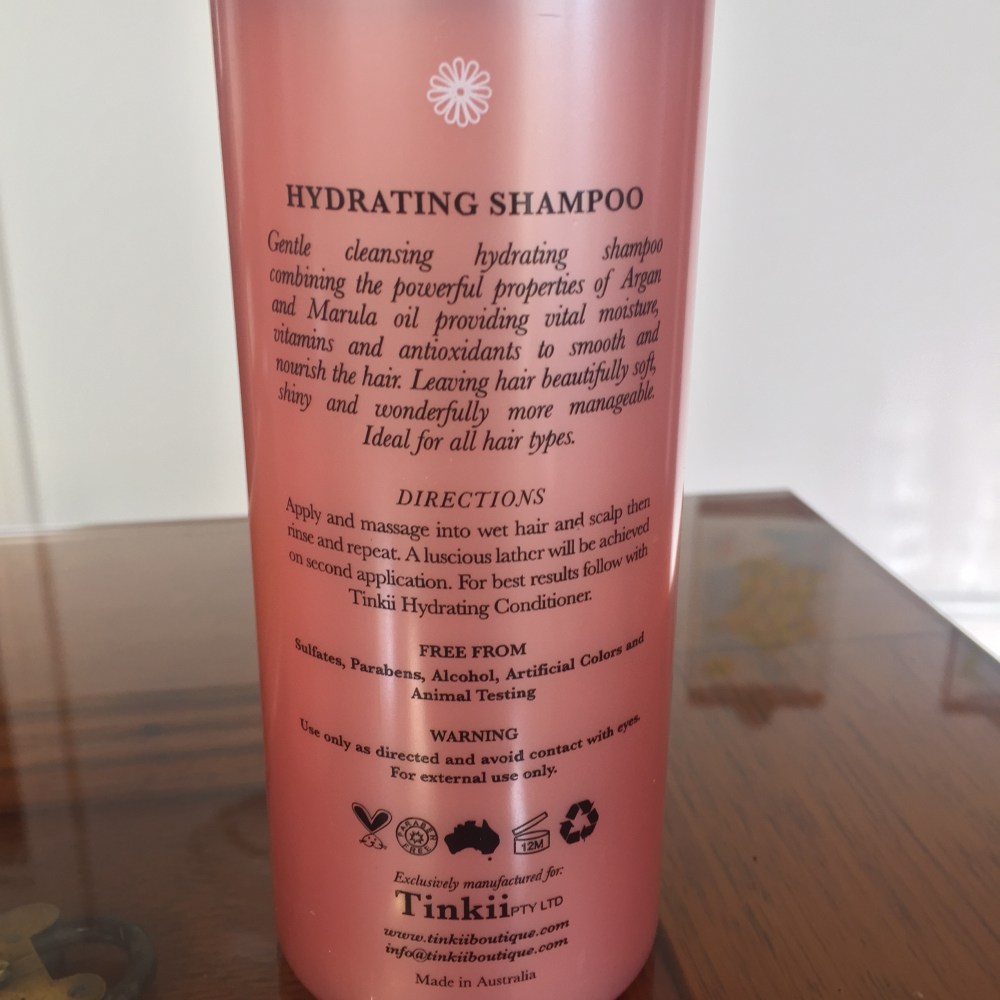 HYDRATING SHAMPOO
Gentle cleansing hydrating shampoo
combining the powerful properties of Argan
and Marula oil providing vital moisture,
vitamins and antioxidants to smooth and
nourish the hair. Leaving hair beautifully soft,
shiny and wonderfully more manageable.
Ideal for all hair types.
DIRECTIONS
Apply and massage into wet hair and scalp then
rinse and repeat. A luscious lather will be achieved
on second application. For best results follow with
Tinkii Hydrating Conditioner.
FREE FROM
Sulfates, Parabens, Alcohol, Artificial Colors and
Animal Testing
WARNING
Use only as directed and avoid contact with eyes.
For external use only.
PARABEN FREE
12M
Exclusively manufactured for:
Tinkii PTY LTD
www.tinkiiboutique.com
info@tinkiiboutique.com
Made in Australia